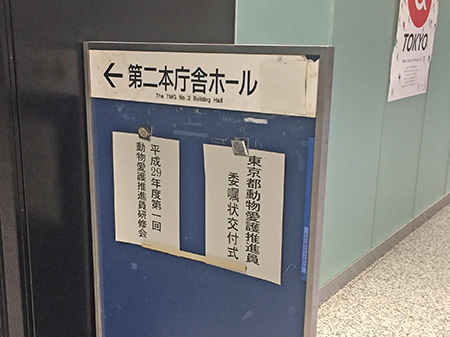 ← 第二本庁舎ホール
The TMG No.2 Building Hall
東京都動物愛護推進員
委嘱状交付式
平成29年度第一回
動物愛護推進員研修会
TOKYO